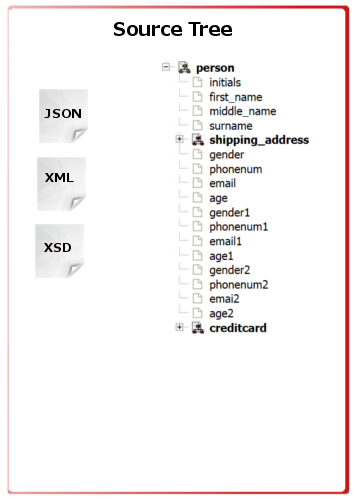 Source Tree
JSON
XML
XSD
person
initials
first_name
middle_name
surname
shipping_address
gender
phonenum
email
age
gender1
phonenum1
email1
age1
gender2
phonenum2
emai2
age2
creditcard